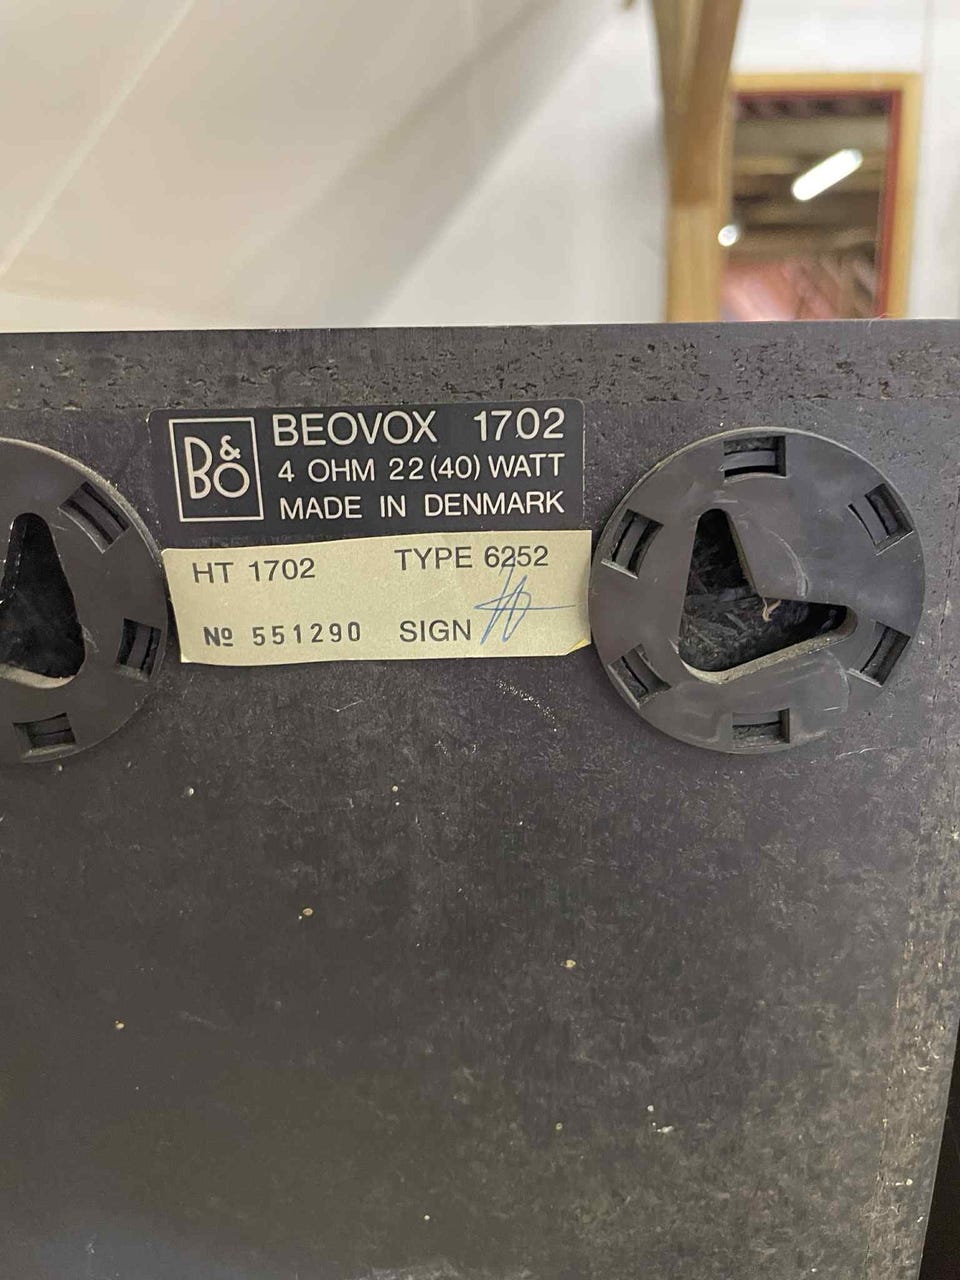 B&O
BEOVOX 1702
4 OHM 22 (40) WATT
MADE IN DENMARK
HT 1702 TYPE 6252
Nº 551290 SIGN